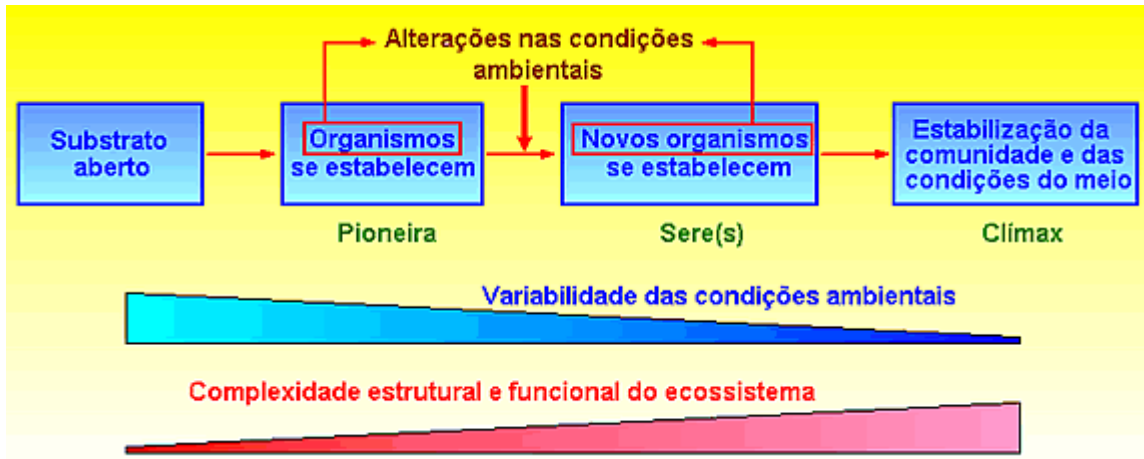 Alterações nas condições
ambientais
Substrato
aberto
Organismos
se estabelecem
Novos organismos
se estabelecem
Estabilização da
comunidade e das
condições do meio
Pioneira
Sere(s)
Clímax
Variabilidade das condições ambientais
Complexidade estrutural e funcional do ecossistema